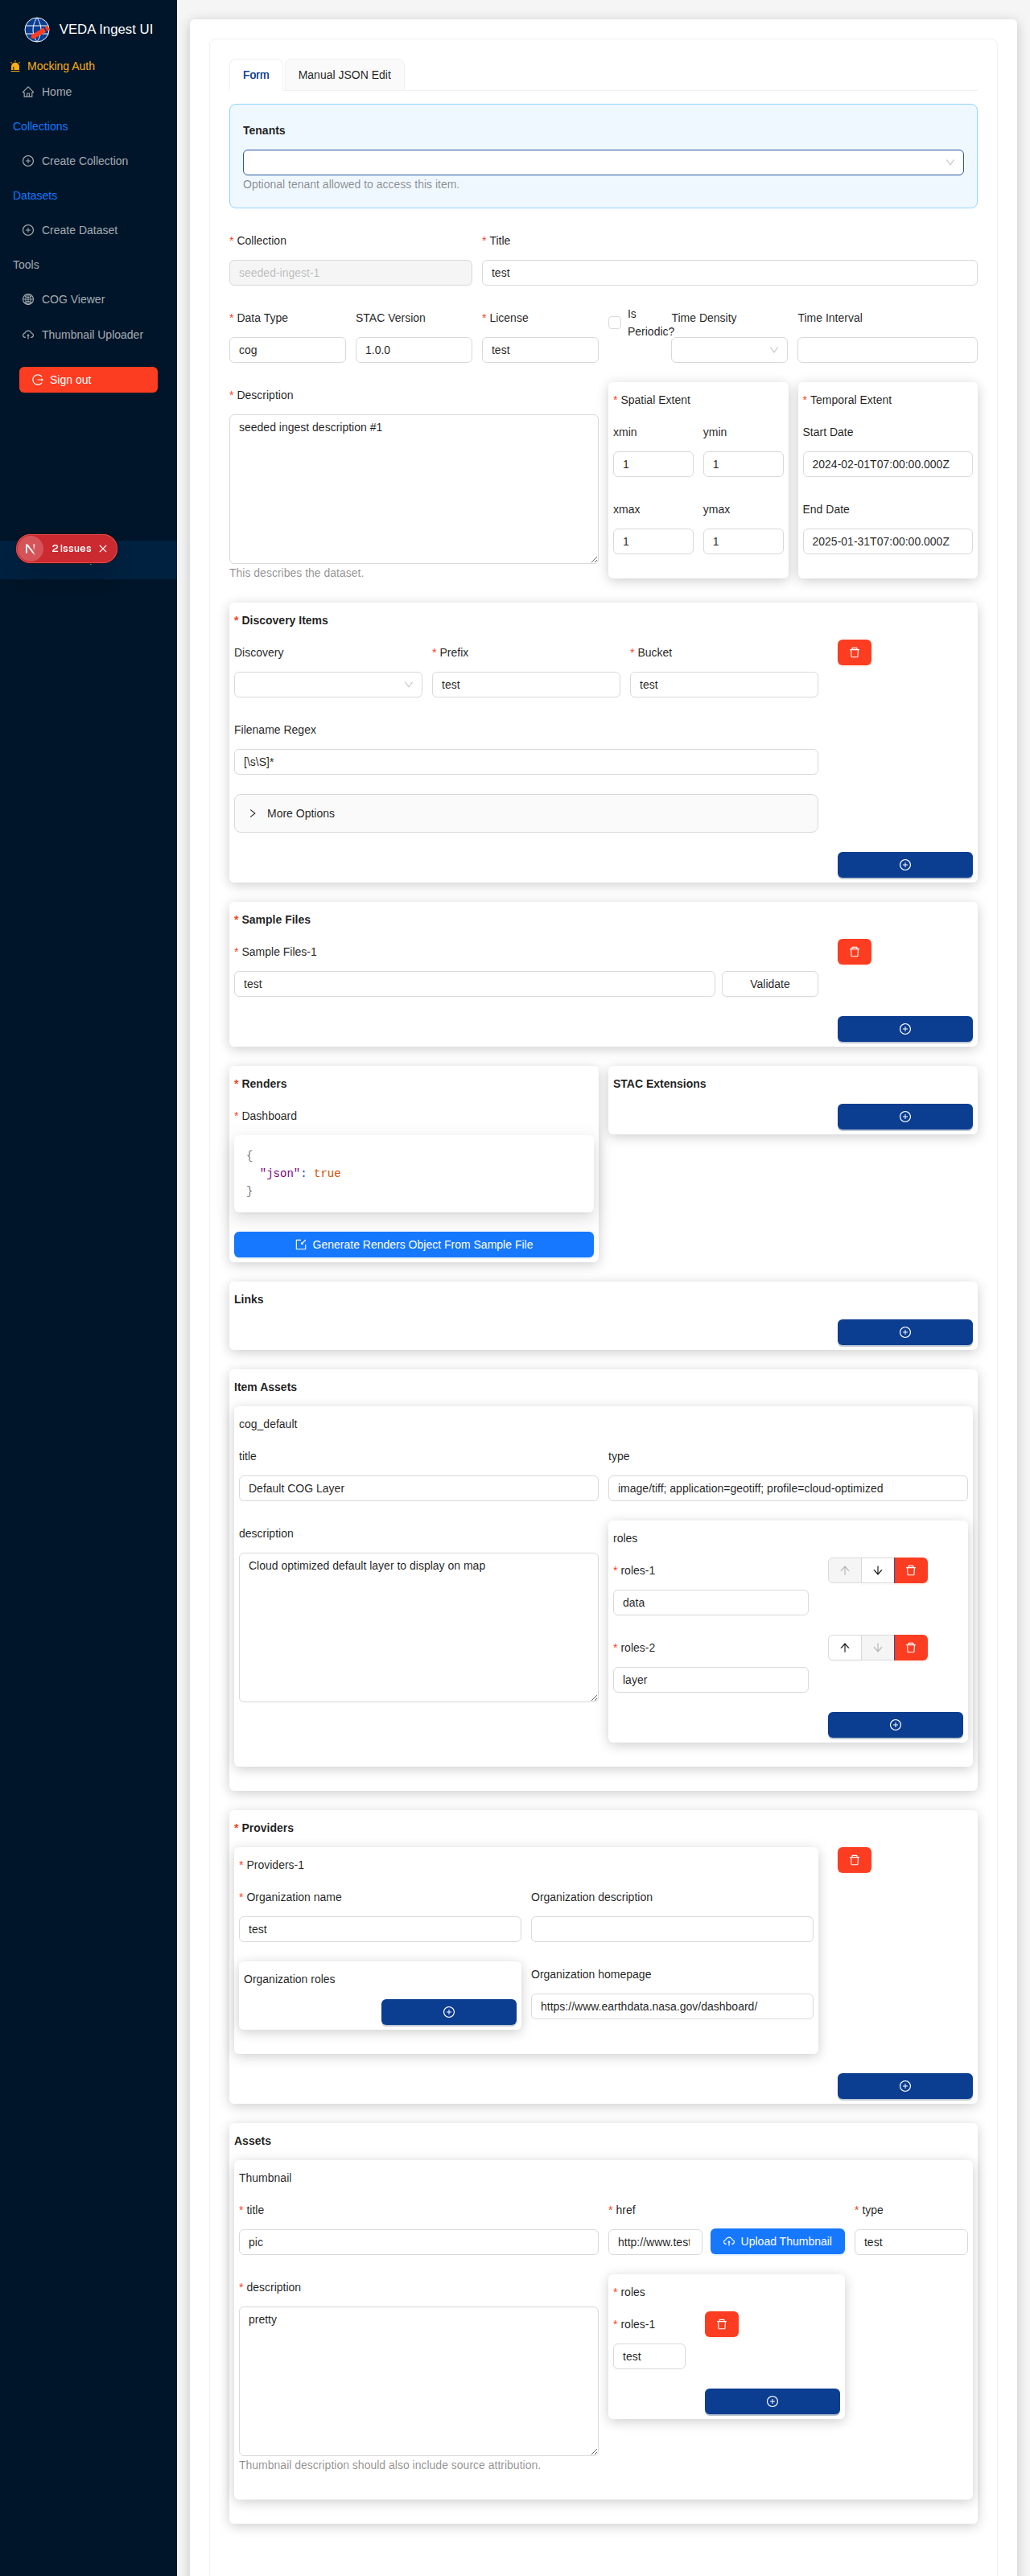 VEDA Ingest UI
Mocking Auth
Home
Collections
Create Collection
Datasets
Create Dataset
Tools
COG Viewer
Thumbnail Uploader
Sign out
2 Issues
Form
Manual JSON Edit
Tenants
Optional tenant allowed to access this item.
* Collection
* Title
seeded-ingest-1
test
* Data Type
STAC Version
* License
Is Periodic?
Time Density
Time Interval
cog
1.0.0
test
* Description
seeded ingest description #1
This describes the dataset.
* Spatial Extent
xmin
ymin
1
1
xmax
ymax
1
1
* Temporal Extent
Start Date
2024-02-01T07:00:00.000Z
End Date
2025-01-31T07:00:00.000Z
* Discovery Items
Discovery
* Prefix
* Bucket
test
test
Filename Regex
[\s\S]*
More Options
* Sample Files
* Sample Files-1
test
Validate
* Renders
* Dashboard
{
"json": true
}
Generate Renders Object From Sample File
STAC Extensions
Links
Item Assets
cog_default
title
type
Default COG Layer
image/tiff; application=geotiff; profile=cloud-optimized
description
Cloud optimized default layer to display on map
roles
* roles-1
data
* roles-2
layer
* Providers
* Providers-1
* Organization name
Organization description
test
Organization roles
Organization homepage
https://www.earthdata.nasa.gov/dashboard/
Assets
Thumbnail
* title
* href
* type
pic
http://www.test
Upload Thumbnail
test
* description
pretty
Thumbnail description should also include source attribution.
* roles
* roles-1
test